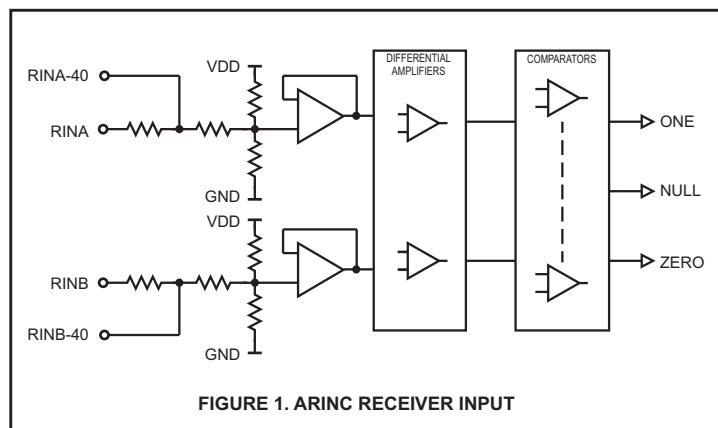 DIFFERENTIAL
AMPLIFIERS
COMPARATORS
RINA-40
VDD
RINA
ONE
GND
NULL
VDD
RINB
ZERO
RINB-40
GND
FIGURE 1. ARINC RECEIVER INPUT